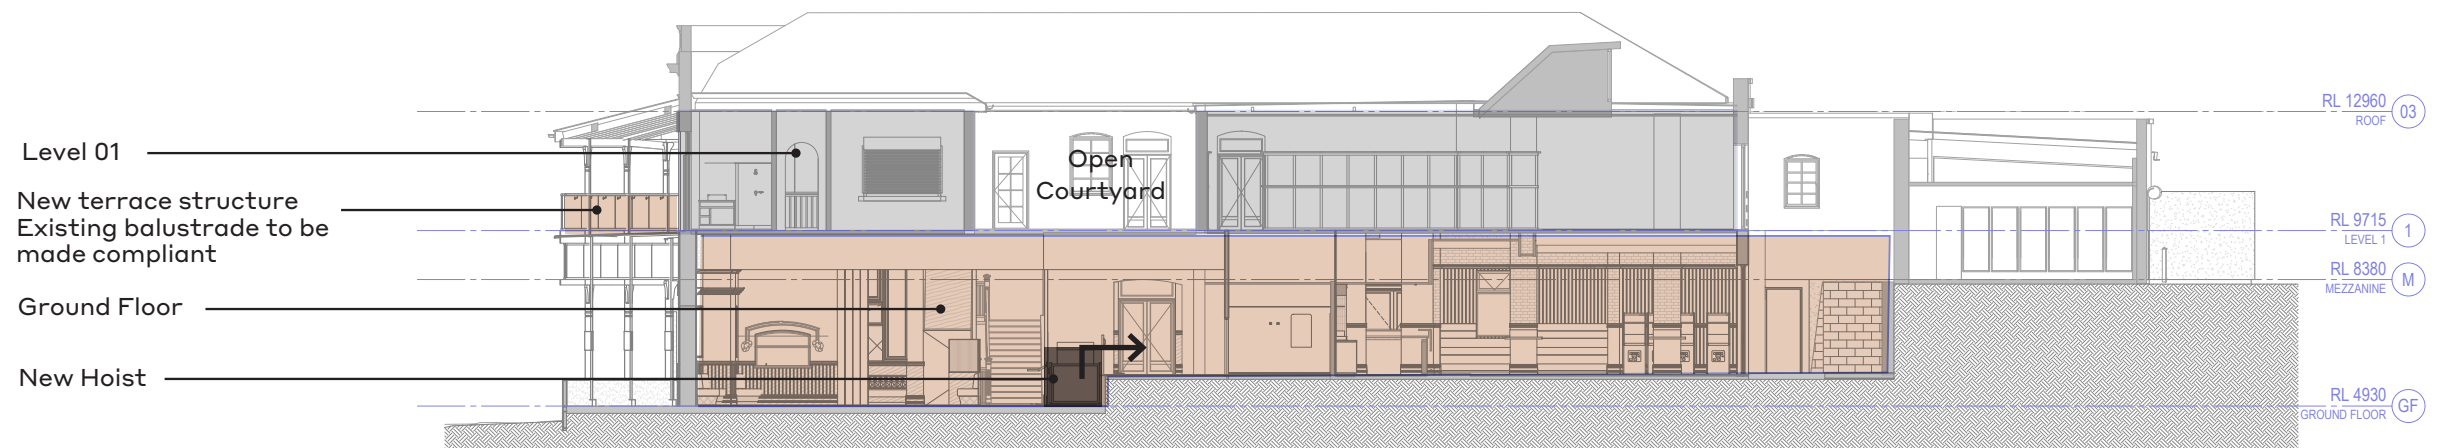 Level 01
New terrace structure
Existing balustrade to be
made compliant
Ground Floor
New Hoist
Open
Courtyard
RL 12960
ROOF
03
RL 9715
LEVEL 1
1
RL 8380
MEZZANINE
M
RL 4930
GROUND FLOOR
GF